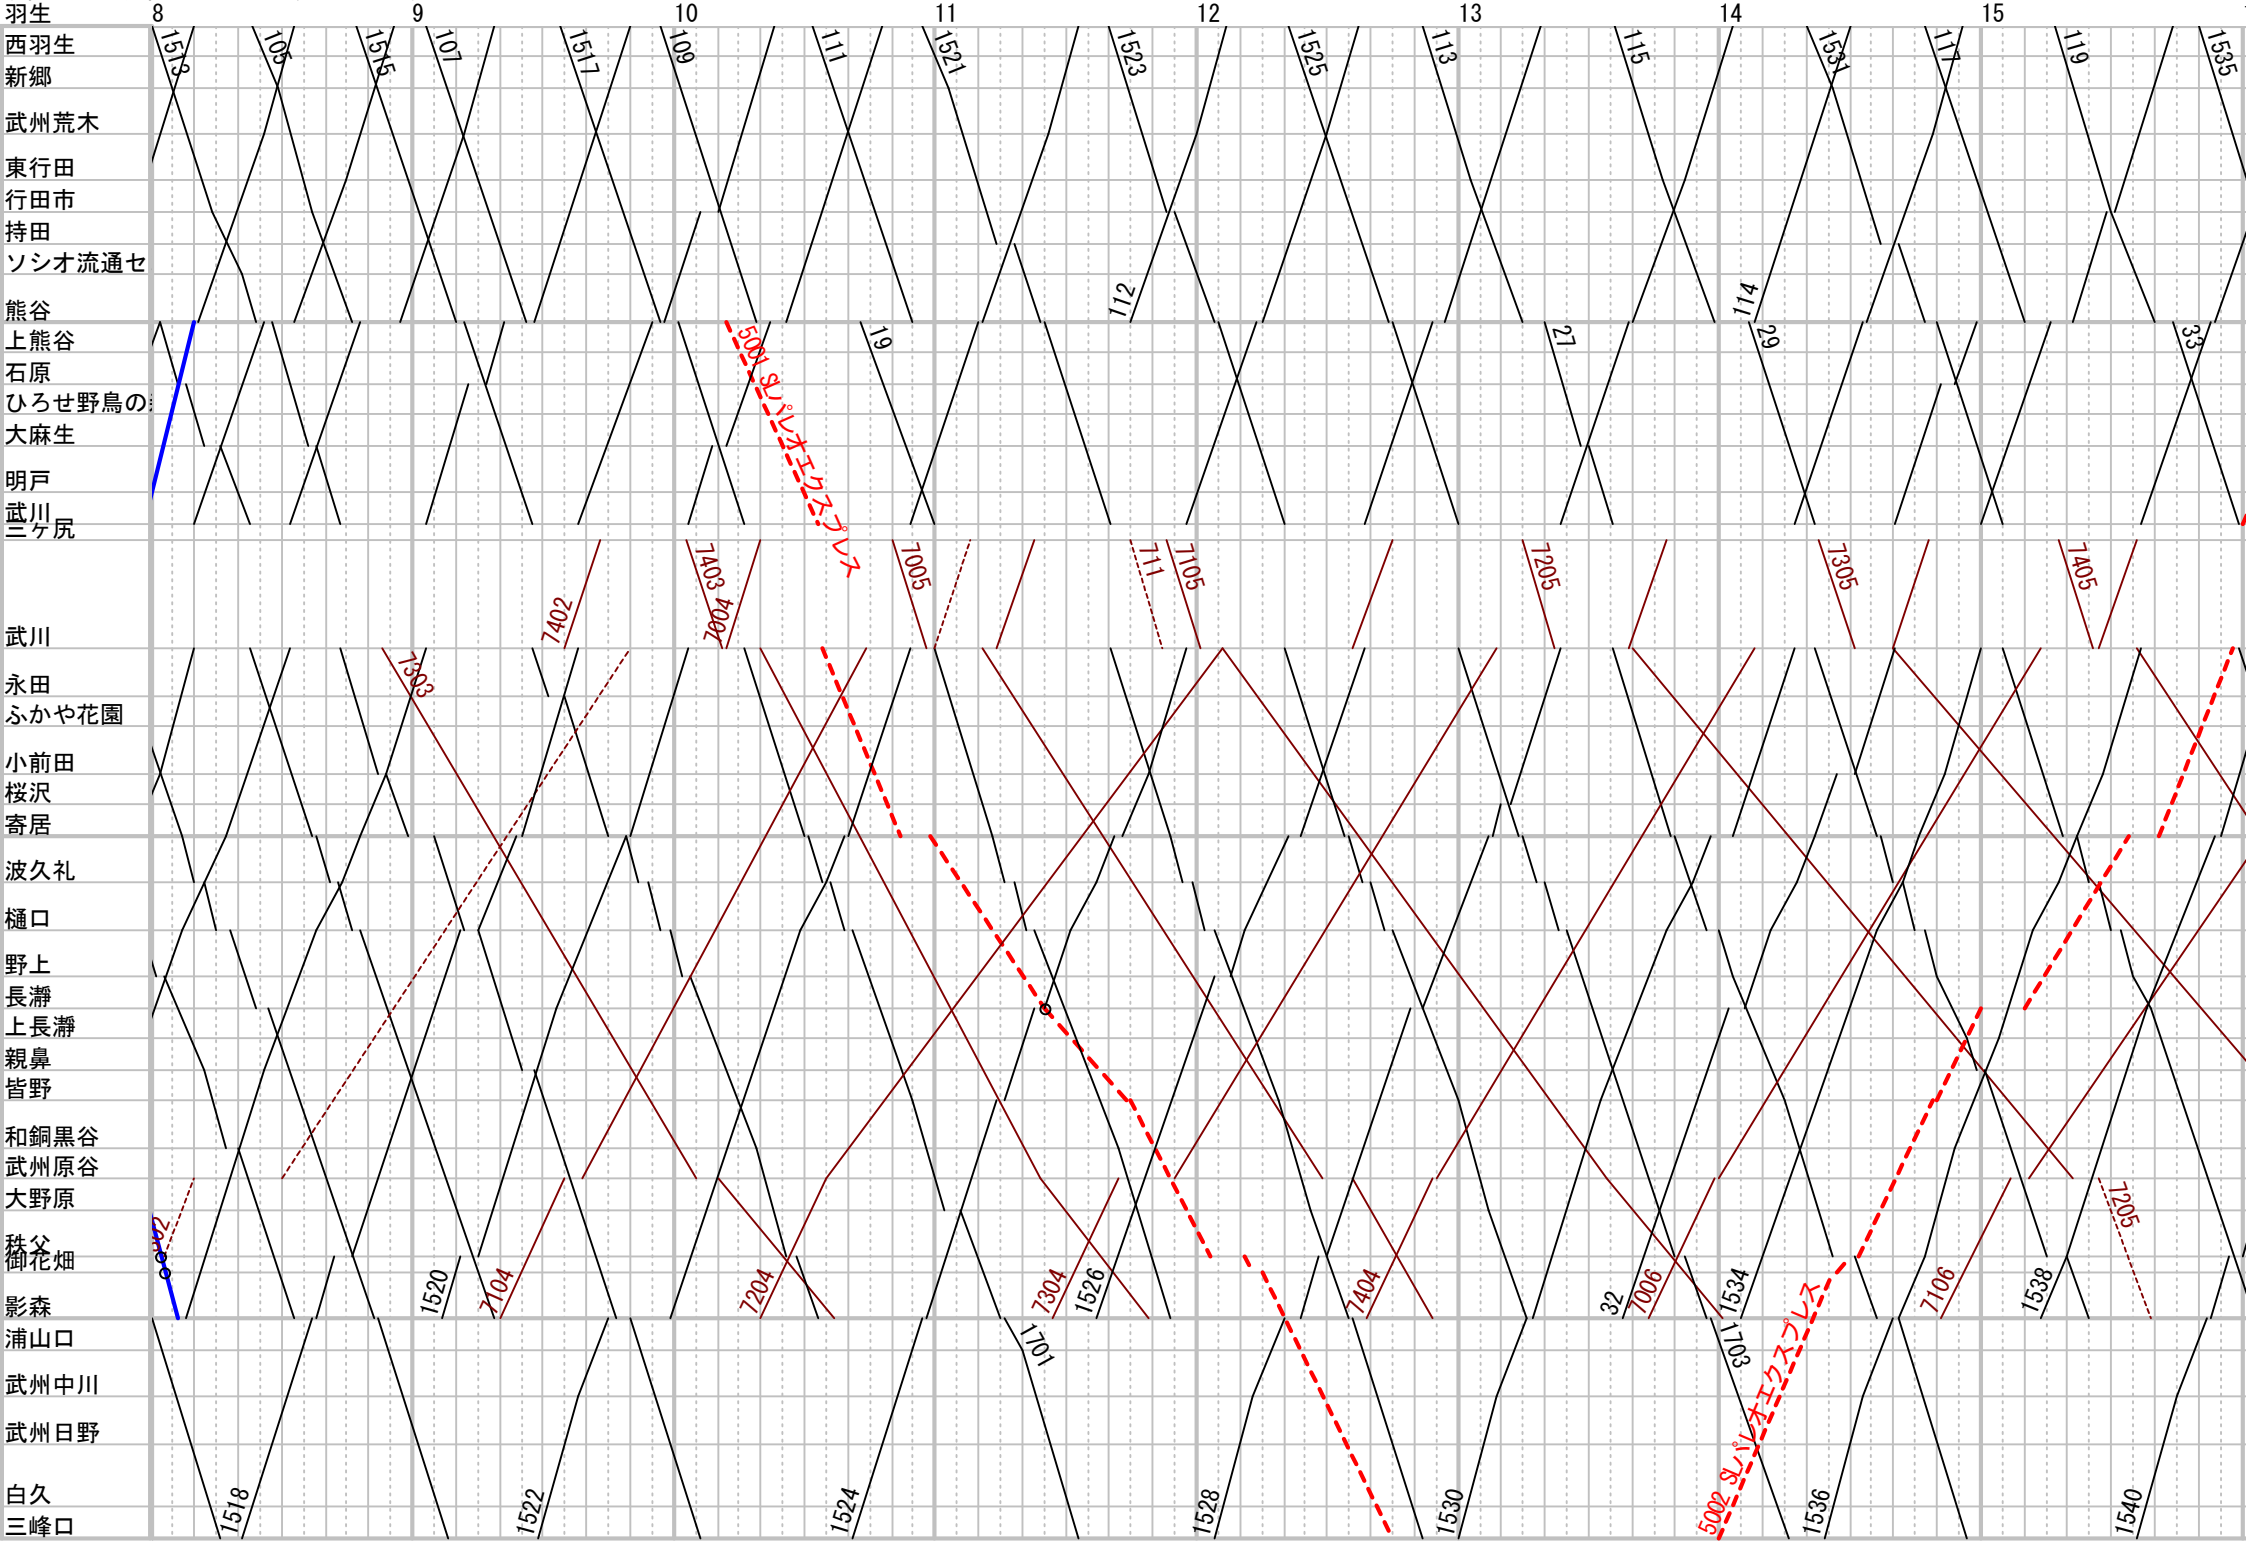 羽生 8 9 10 11 12 13 14 15
西羽生 1513 105 1515 107 1517 109 111 1521 1523 1525 113 115 1531 117 119 1535
新郷
武州荒木
東行田
行田市
持田
ソシオ流通セ
熊谷 112 114
上熊谷 5001 SLパレオエクスプレス 19 27 29 33
石原
ひろせ野鳥の
大麻生
明戸
武川
三ケ尻
7402 7403 7004 7005 711 7105 7205 7305 7405
武川
永田 7303
ふかや花園
小前田
桜沢
寄居
波久礼
樋口
野上
長瀞
上長瀞
親鼻
皆野
和銅黒谷
武州原谷
大野原 7205
秩父
御花畑
影森 1520 7104 7204 7304 1526 7404 32 7006 1534 7106 1538
浦山口 1701 1703
武州中川
武州日野
白久 1518 1522 1524 1528 1530 5002 SLパレオエクスプレス 1536 1540
三峰口